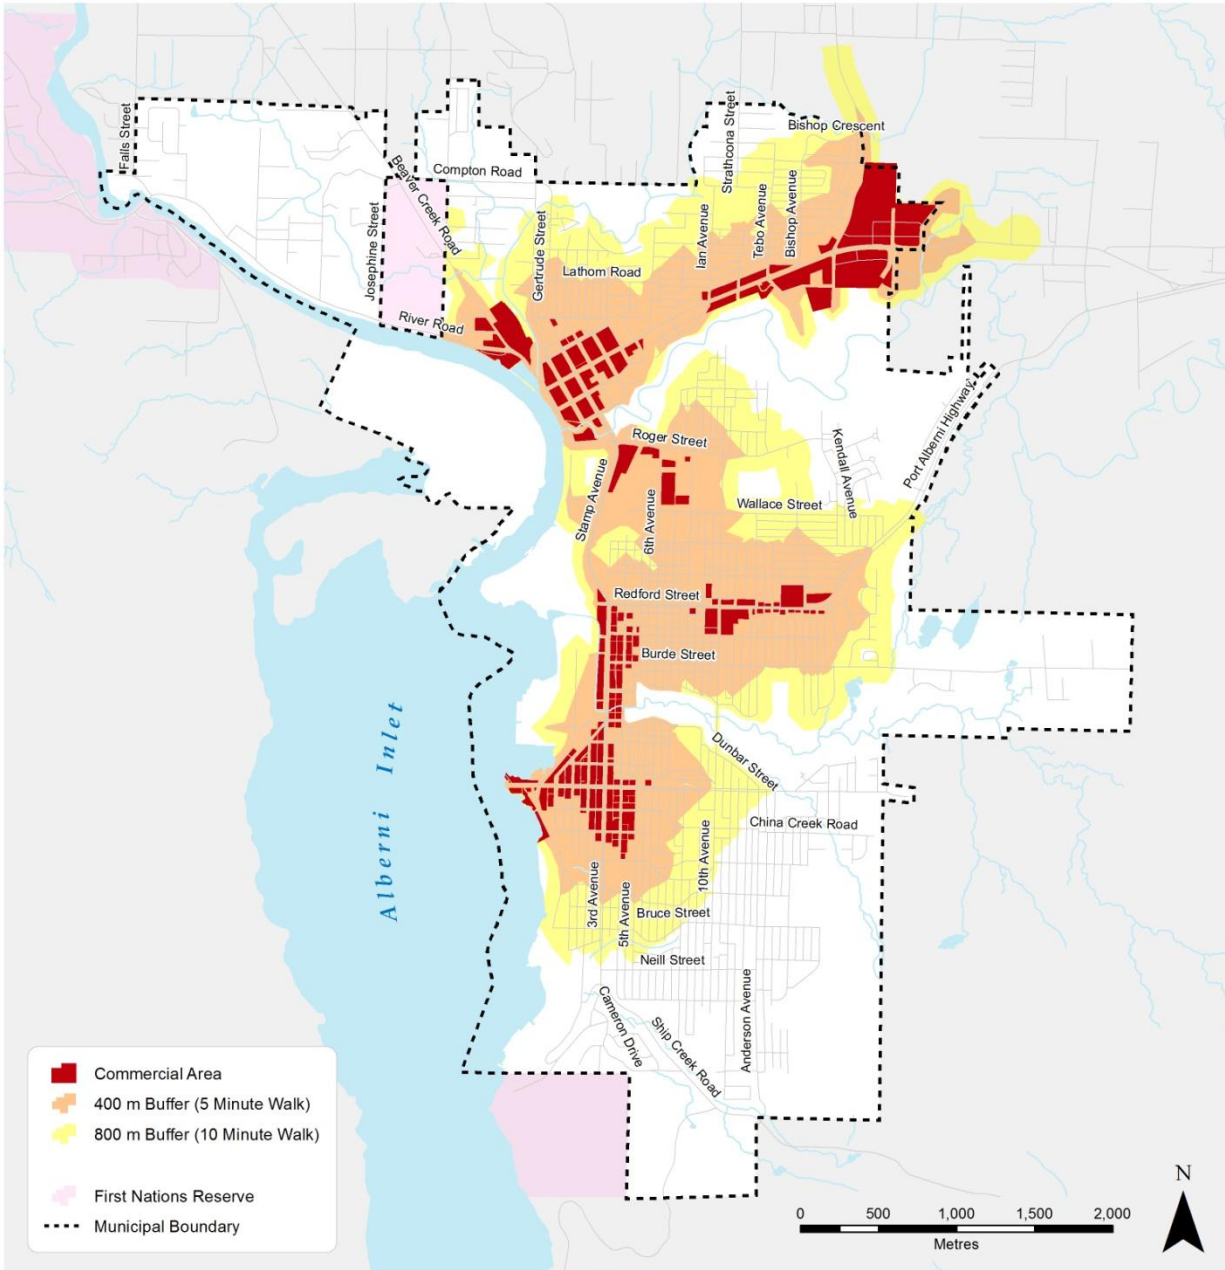 Bishop Crescent
Strathcona Street
Falls Street
Beaver Creek Road
Compton Road
Josephine Street
Gertrude Street
Ian Avenue
Tebo Avenue
Bishop Avenue
Lathom Road
River Road
Port Alberni Highway
Roger Street
Kendall Avenue
Stamp Avenue
6th Avenue
Wallace Street
Redford Street
Burde Street
Alberni Inlet
Dunbar Street
China Creek Road
10th Avenue
3rd Avenue
5th Avenue
Bruce Street
Neill Street
Cameron Drive
Ship Creek Road
Anderson Avenue
Commercial Area
400 m Buffer (5 Minute Walk)
800 m Buffer (10 Minute Walk)
First Nations Reserve
Municipal Boundary
N
0 500 1,000 1,500 2,000
Metres